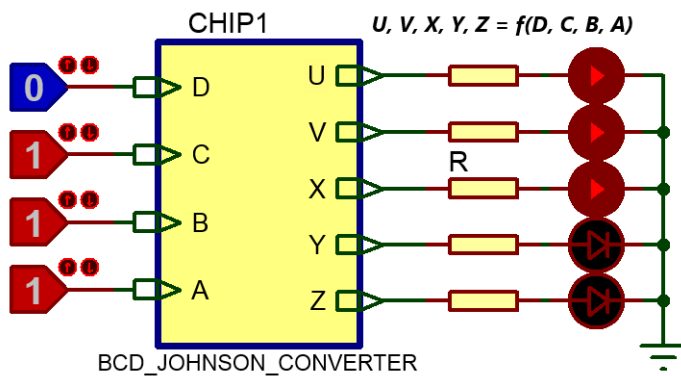 CHIP1
U, V, X, Y, Z = f(D, C, B, A)
0
D
U
1
C
V
1
B
R
X
1
A
Y
Z
BCD_JOHNSON_CONVERTER